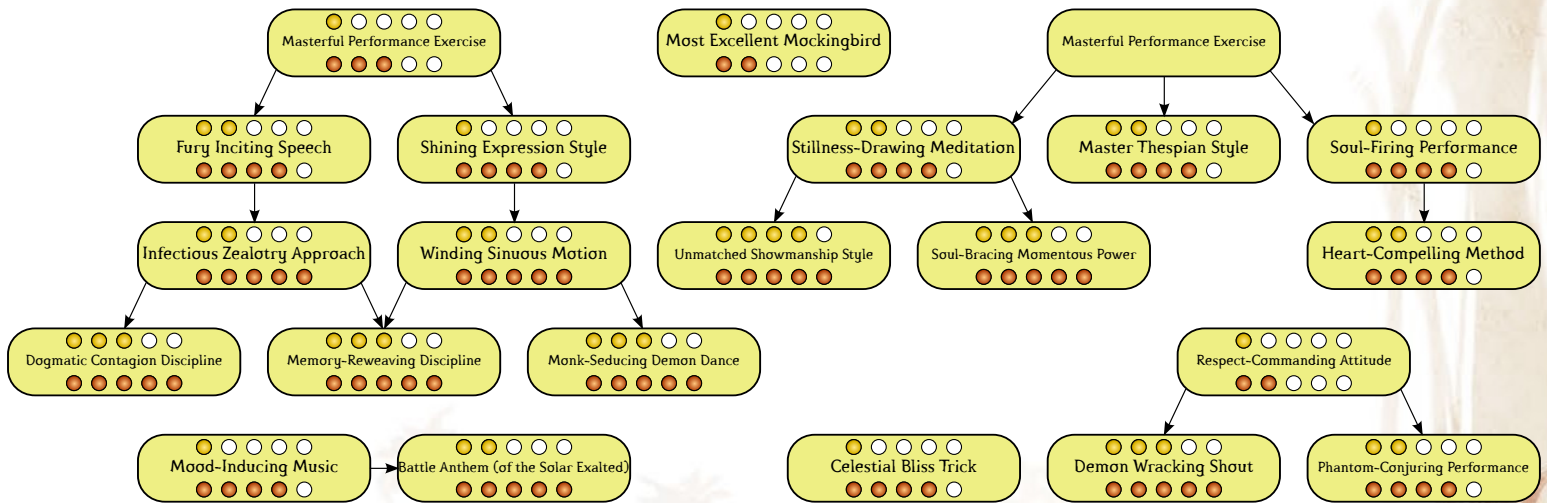 Masterful Performance Exercise
Most Excellent Mockingbird
Masterful Performance Exercise
Fury Inciting Speech
Shining Expression Style
Stillness-Drawing Meditation
Master Thespian Style
Soul-Firing Performance
Infectious Zealotry Approach
Winding Sinuous Motion
Unmatched Showmanship Style
Soul-Bracing Momentous Power
Heart-Compelling Method
Dogmatic Contagion Discipline
Memory-Reweaving Discipline
Monk-Seducing Demon Dance
Respect-Commanding Attitude
Mood-Inducing Music
Battle Anthem (of the Solar Exalted)
Celestial Bliss Trick
Demon Wracking Shout
Phantom-Conjuring Performance